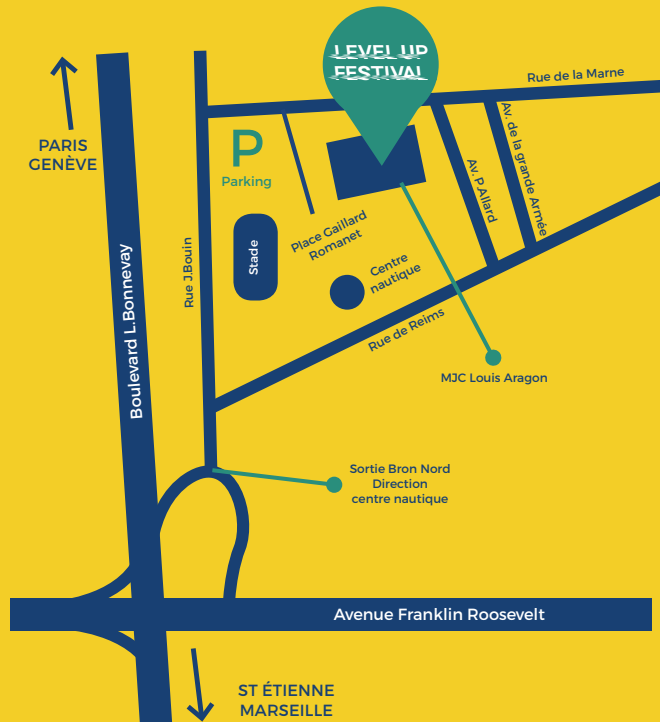 LEVEL UP
FESTIVAL
Rue de la Marne
PARIS
GENÈVE
P
Parking
Av. de la grande Armée
Av. P.Allard
Place Gaillard
Romanet
Stade
Rue J.Bouin
Boulevard L.Bonnevay
Centre
nautique
Rue de Reims
MJC Louis Aragon
Sortie Bron Nord
Direction
centre nautique
Avenue Franklin Roosevelt
ST ÉTIENNE
MARSEILLE